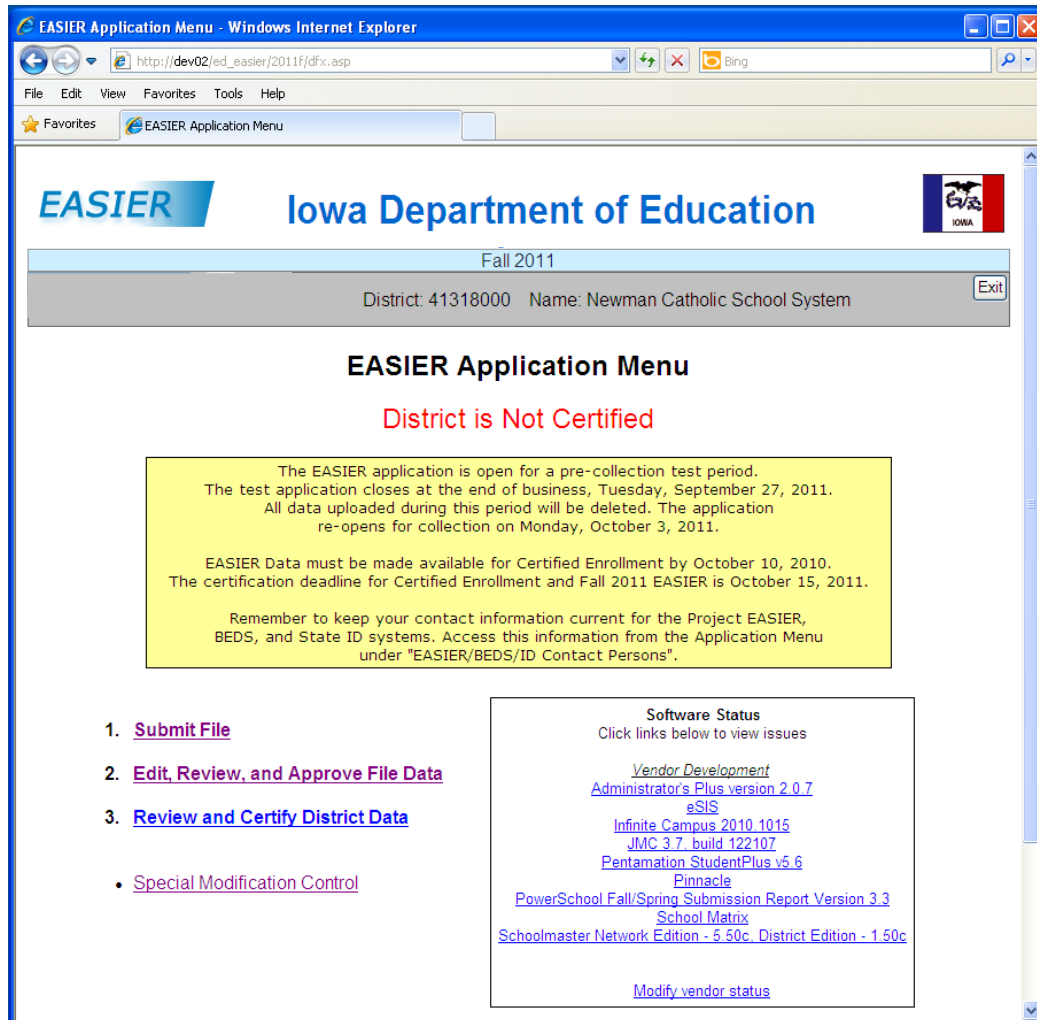 EASIER Application Menu - Windows Internet Explorer
http://dev02/ed_easier/2011f/dfx.asp
Bing
File Edit View Favorites Tools Help
Favorites
EASIER Application Menu
EASIER
Iowa Department of Education
IOWA
Fall 2011
District: 41318000 Name: Newman Catholic School System
Exit
EASIER Application Menu
District is Not Certified
The EASIER application is open for a pre-collection test period.
The test application closes at the end of business, Tuesday, September 27, 2011.
All data uploaded during this period will be deleted. The application
re-opens for collection on Monday, October 3, 2011.
EASIER Data must be made available for Certified Enrollment by October 10, 2010.
The certification deadline for Certified Enrollment and Fall 2011 EASIER is October 15, 2011.
Remember to keep your contact information current for the Project EASIER,
BEDS, and State ID systems. Access this information from the Application Menu
under "EASIER/BEDS/ID Contact Persons".
1. Submit File
2. Edit, Review, and Approve File Data
3. Review and Certify District Data
• Special Modification Control
Software Status
Click links below to view issues
Vendor Development
Administrator's Plus version 2.0.7
eSIS
Infinite Campus 2010.1015
JMC 3.7, build 122107
Pentamation StudentPlus v5.6
Pinnacle
PowerSchool Fall/Spring Submission Report Version 3.3
School Matrix
Schoolmaster Network Edition - 5.50c, District Edition - 1.50c
Modify vendor status